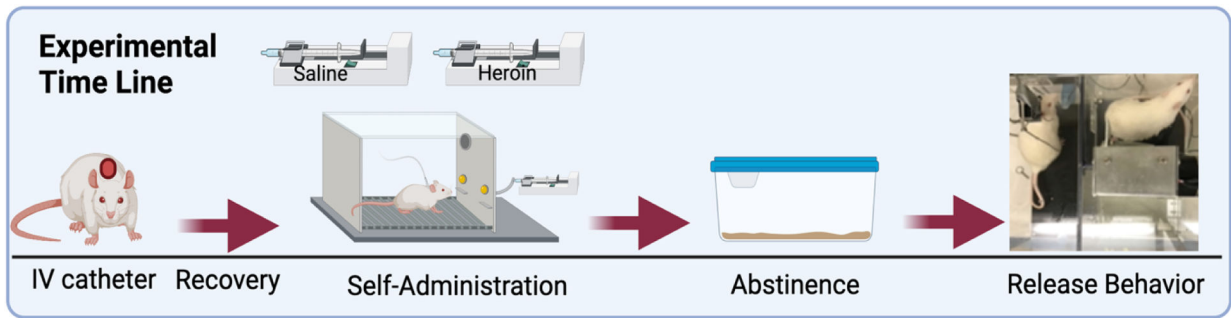 Experimental
Time Line
Saline
Heroin
IV catheter
Recovery
Self-Administration
Abstinence
Release Behavior